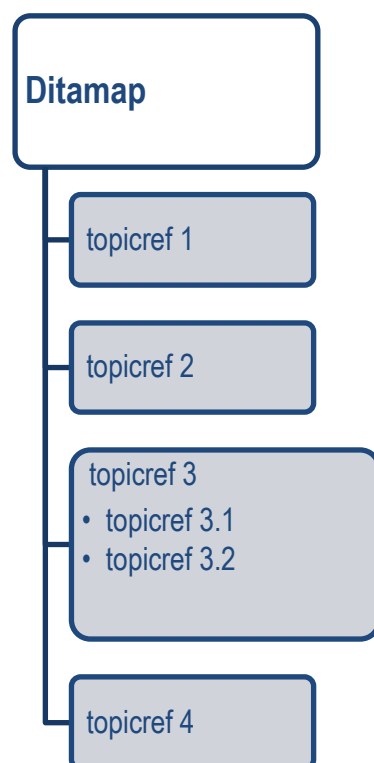 Ditamap
topicref 1
topicref 2
topicref 3
• topicref 3.1
• topicref 3.2
topicref 4